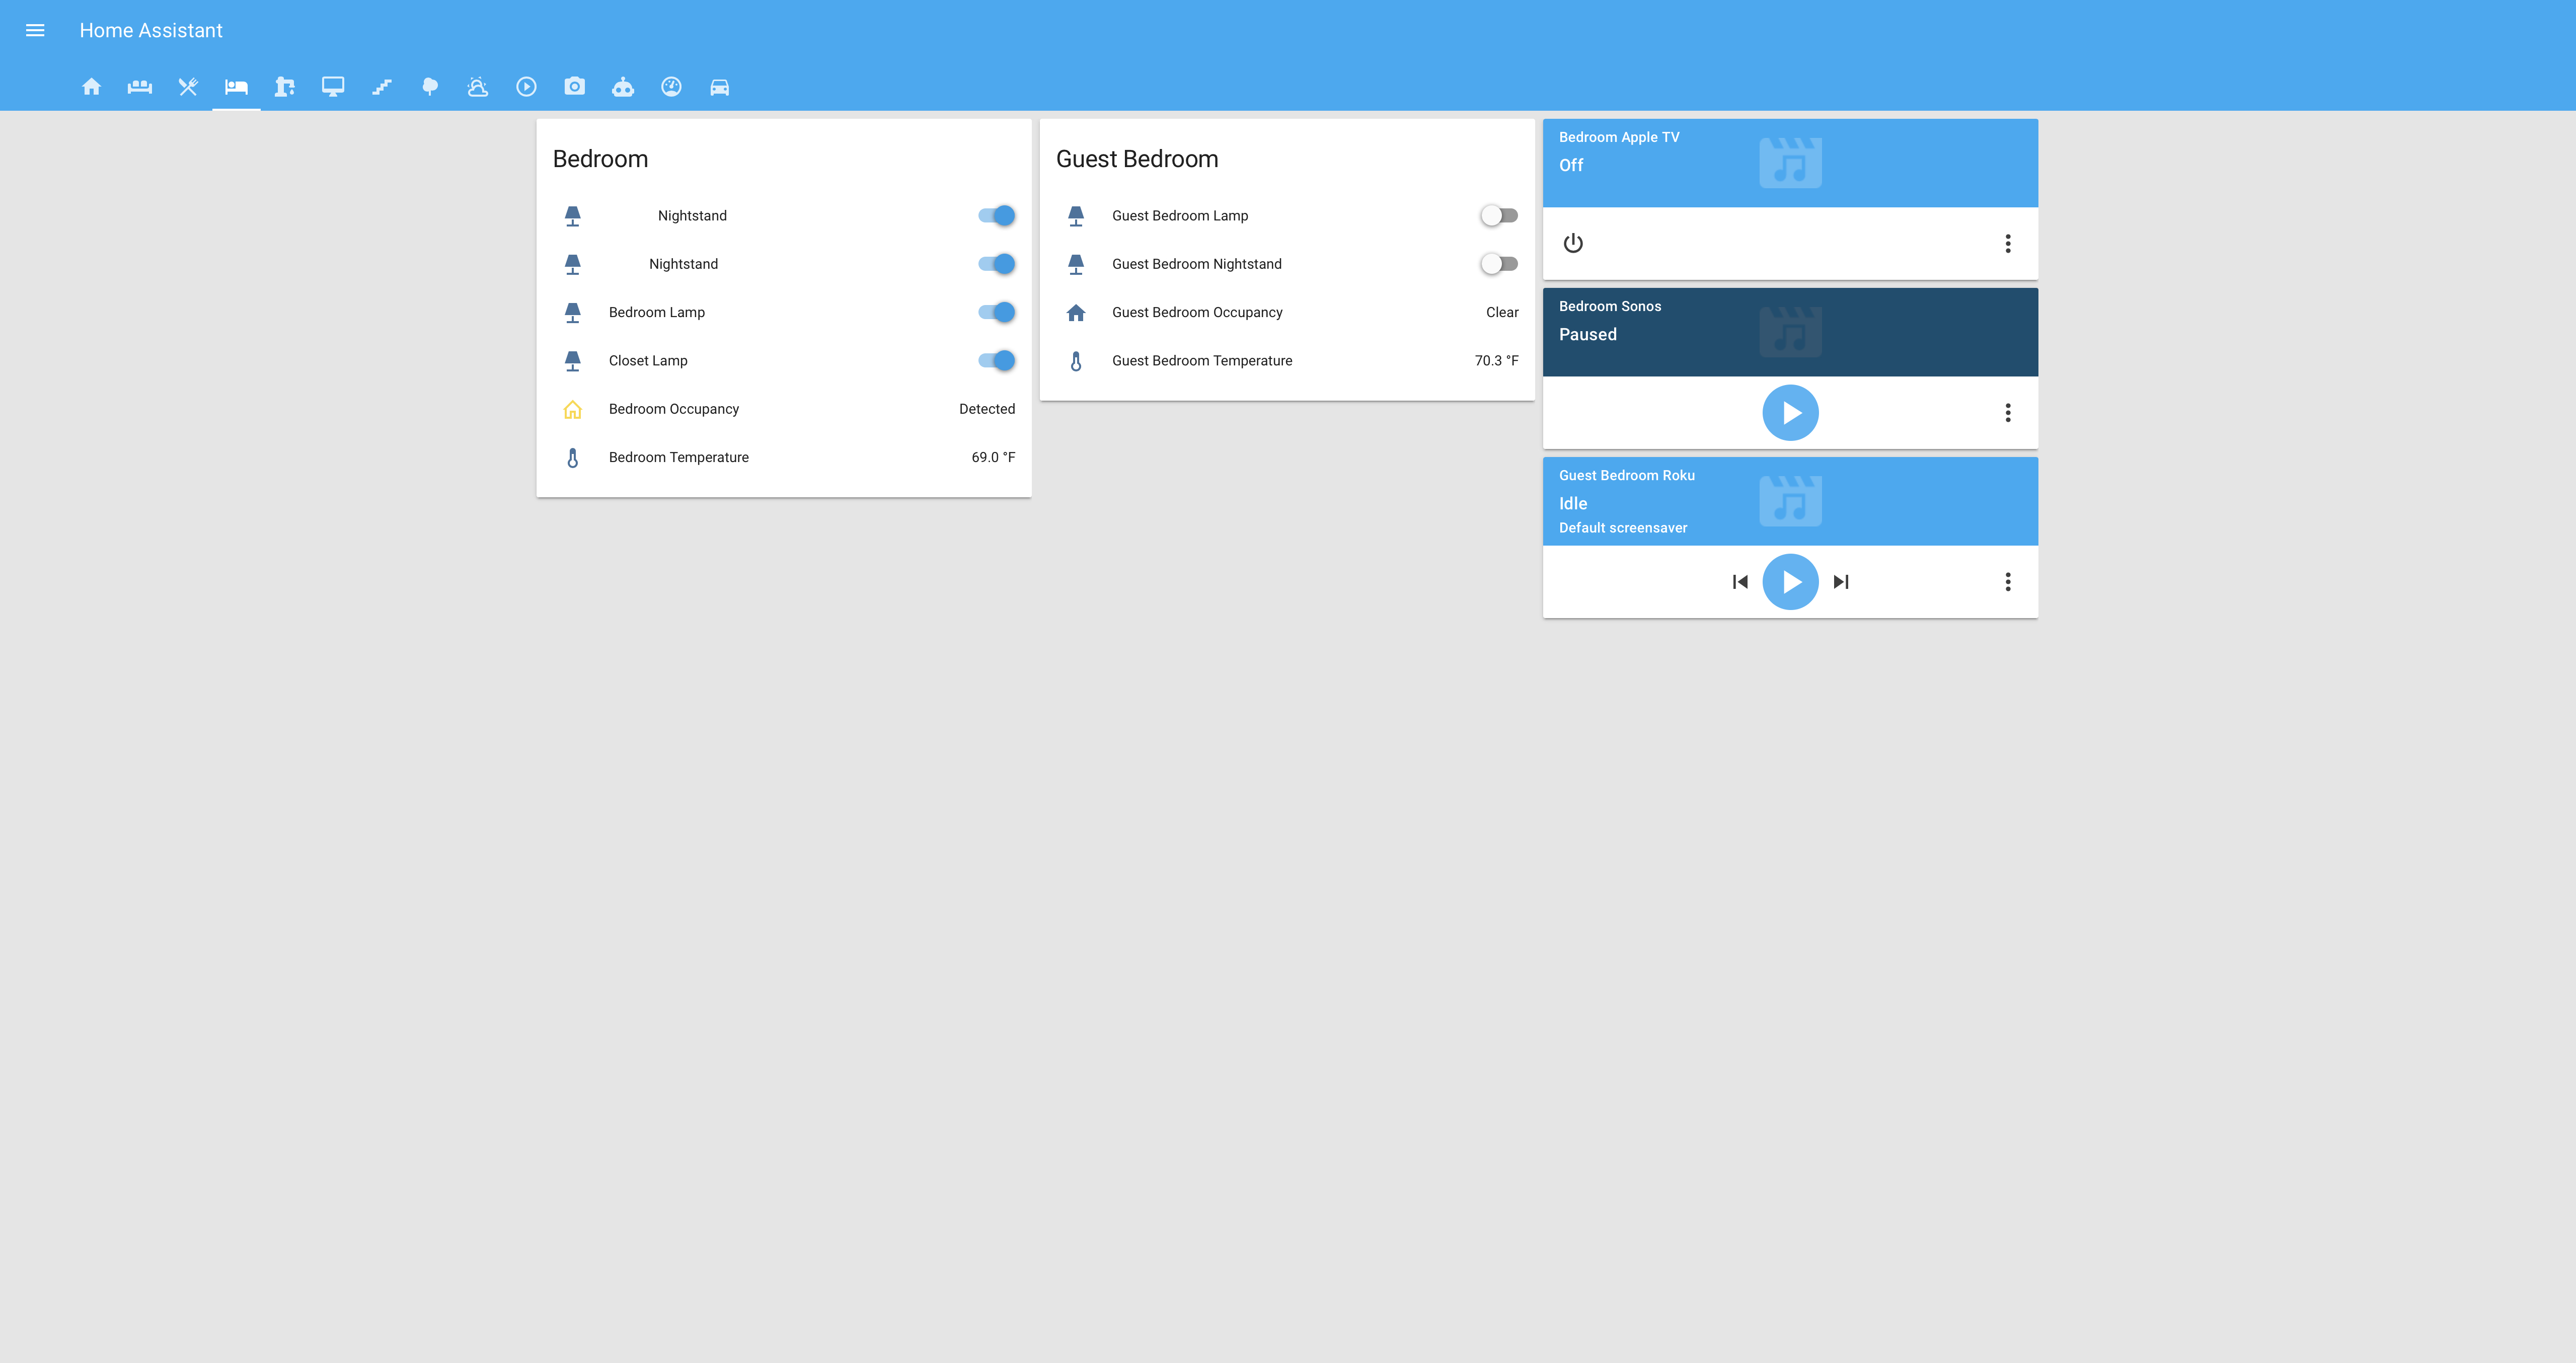 Home Assistant
Bedroom
Nightstand
Nightstand
Bedroom Lamp
Closet Lamp
Bedroom Occupancy Detected
Bedroom Temperature 69.0 °F
Guest Bedroom
Guest Bedroom Lamp
Guest Bedroom Nightstand
Guest Bedroom Occupancy Clear
Guest Bedroom Temperature 70.3 °F
Bedroom Apple TV
Off
Bedroom Sonos
Paused
Guest Bedroom Roku
Idle
Default screensaver